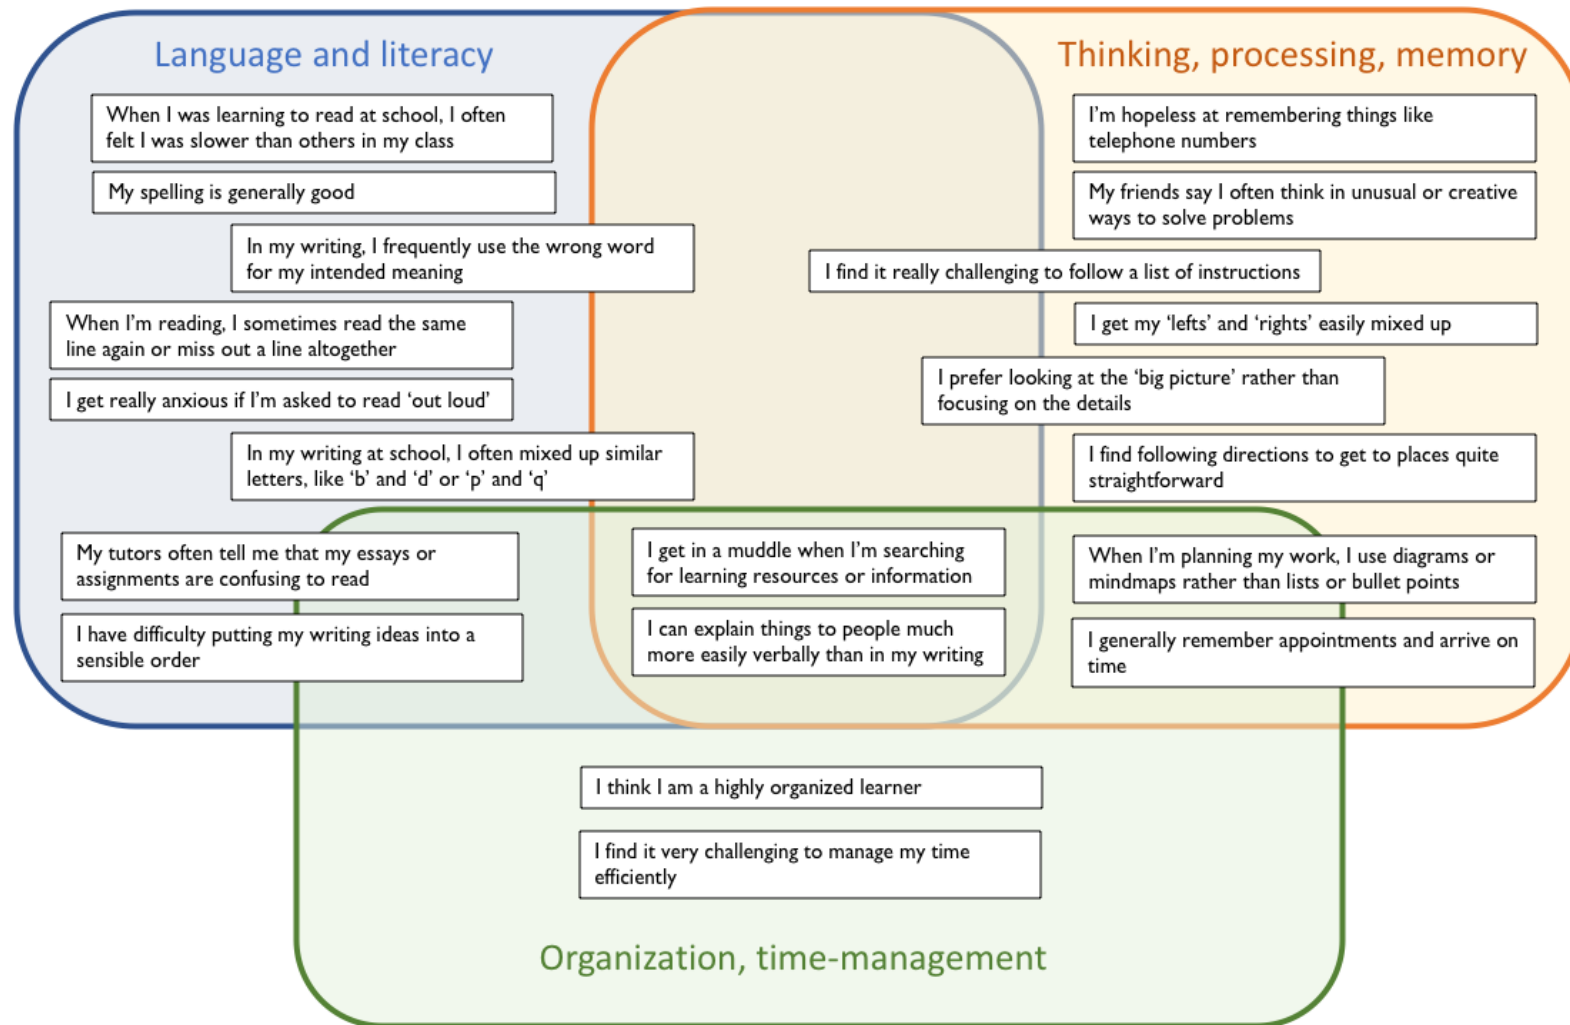 Language and literacy
Thinking, processing, memory
When I was learning to read at school, I often
felt I was slower than others in my class
My spelling is generally good
In my writing, I frequently use the wrong word
for my intended meaning
When I'm reading, I sometimes read the same
line again or miss out a line altogether
I get really anxious if I'm asked to read ‘out loud’
In my writing at school, I often mixed up similar
letters, like ‘b’ and ‘d’ or ‘p’ and ‘q’
My tutors often tell me that my essays or
assignments are confusing to read
I have difficulty putting my writing ideas into a
sensible order
I'm hopeless at remembering things like
telephone numbers
My friends say I often think in unusual or creative
ways to solve problems
I find it really challenging to follow a list of instructions
I get my ‘lefts’ and ‘rights’ easily mixed up
I prefer looking at the ‘big picture’ rather than
focusing on the details
I find following directions to get to places quite
straightforward
I get in a muddle when I'm searching
for learning resources or information
I can explain things to people much
more easily verbally than in my writing
When I'm planning my work, I use diagrams or
mindmaps rather than lists or bullet points
I generally remember appointments and arrive on
time
I think I am a highly organized learner
I find it very challenging to manage my time
efficiently
Organization, time-management